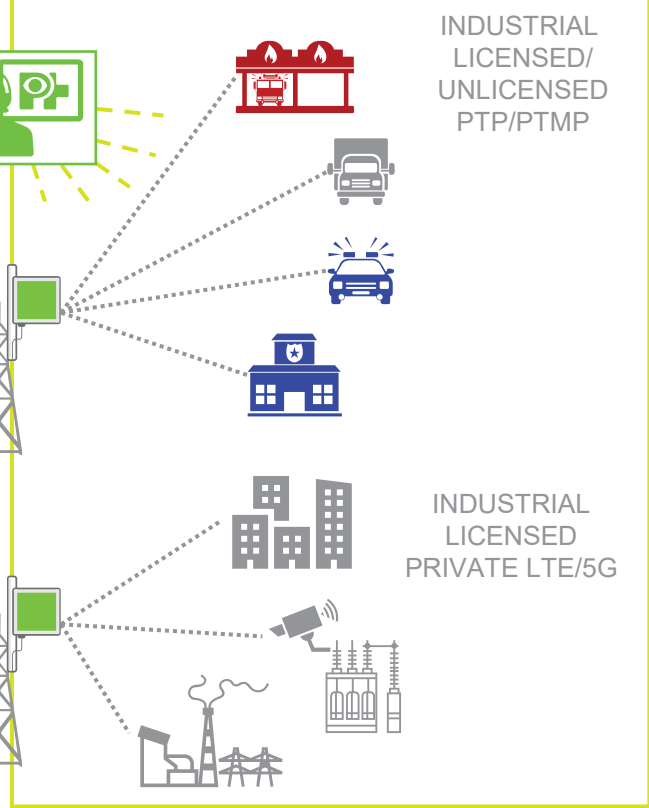 INDUSTRIAL
LICENSED/
UNLICENSED
PTP/PTMP
INDUSTRIAL
LICENSED
PRIVATE LTE/5G